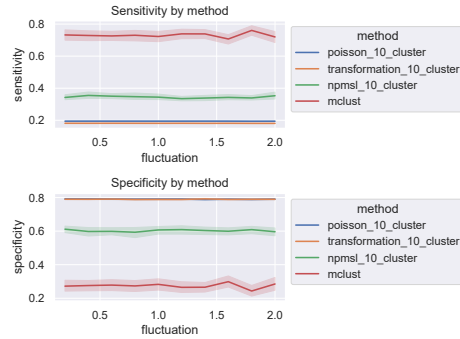 Sensitivity by method
0.8
0.6
0.4
0.2
sensitivity
0.5
1.0
1.5
2.0
fluctuation
method
poisson_10_cluster
transformation_10_cluster
npmsl_10_cluster
mclust
Specificity by method
0.8
0.6
0.4
0.2
specificity
0.5
1.0
1.5
2.0
fluctuation
method
poisson_10_cluster
transformation_10_cluster
npmsl_10_cluster
mclust